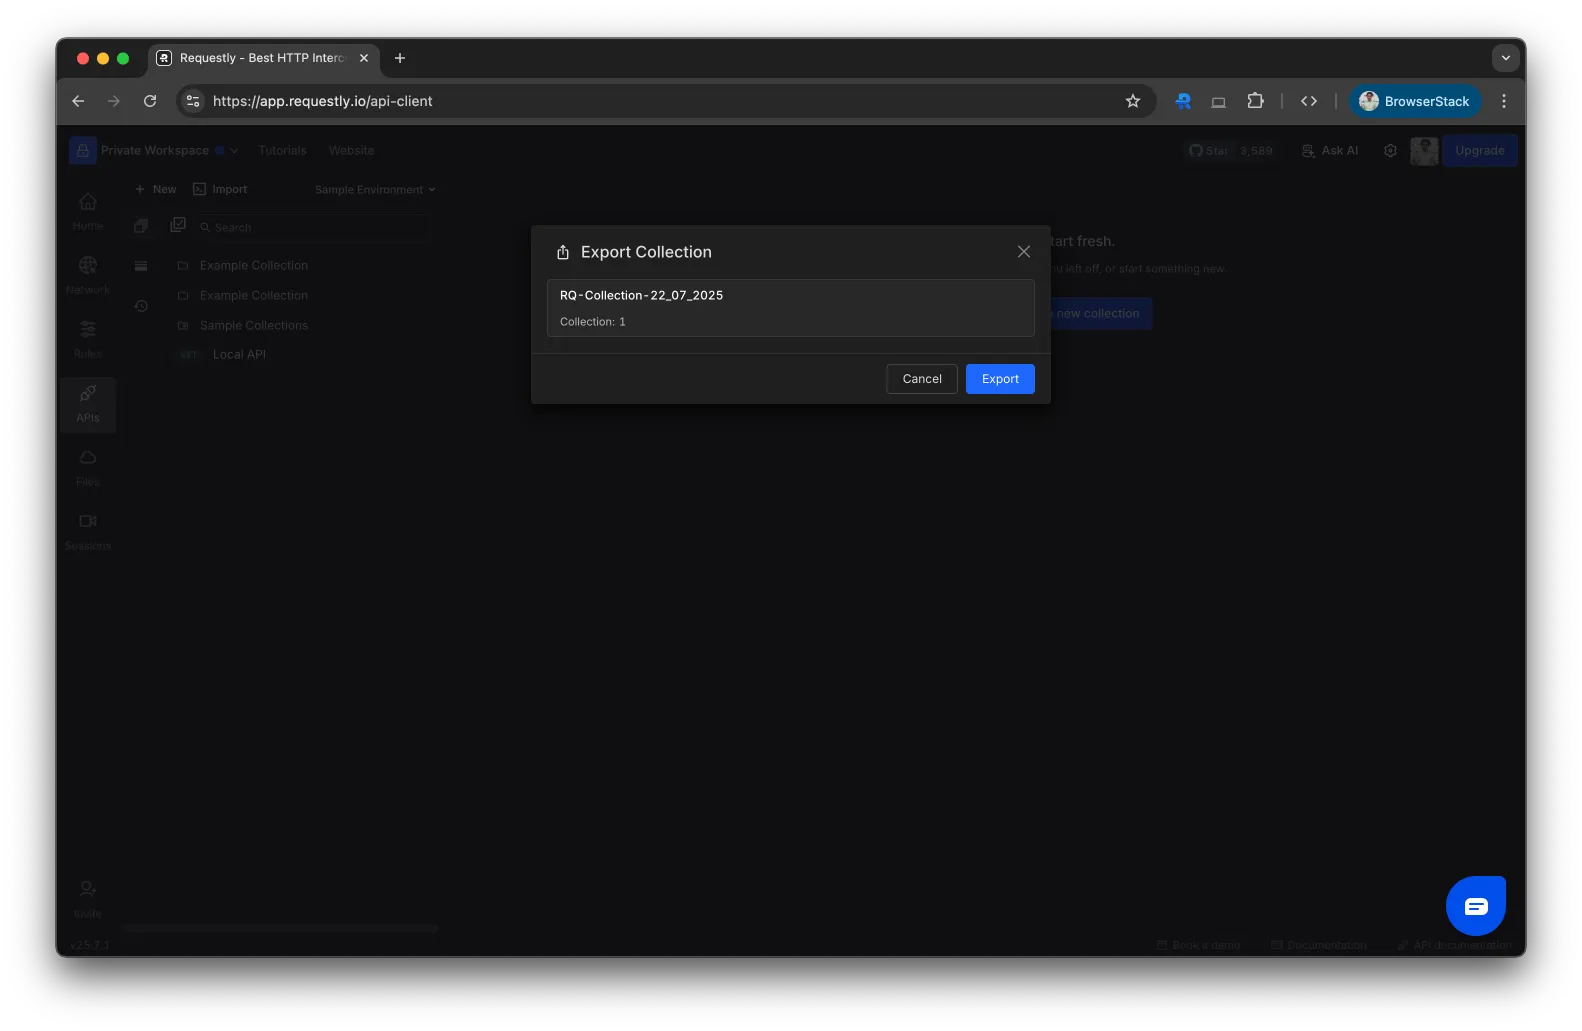 Requestly - Best HTTP Interc
https://app.requestly.io/api-client
BrowserStack
Private Workspace
Tutorials
Website
Star 3,589
Ask AI
Upgrade
New
Import
Sample Environment
Home
Search
Network
Example Collection
Example Collection
Sample Collections
GET Local API
Rules
APIs
Files
Sessions
Export Collection
RQ-Collection-22_07_2025
Collection: 1
Cancel
Export
tart fresh.
u left off, or start something new.
new collection
Invite
v25.7.1
Book a demo
Documentation
API documentation